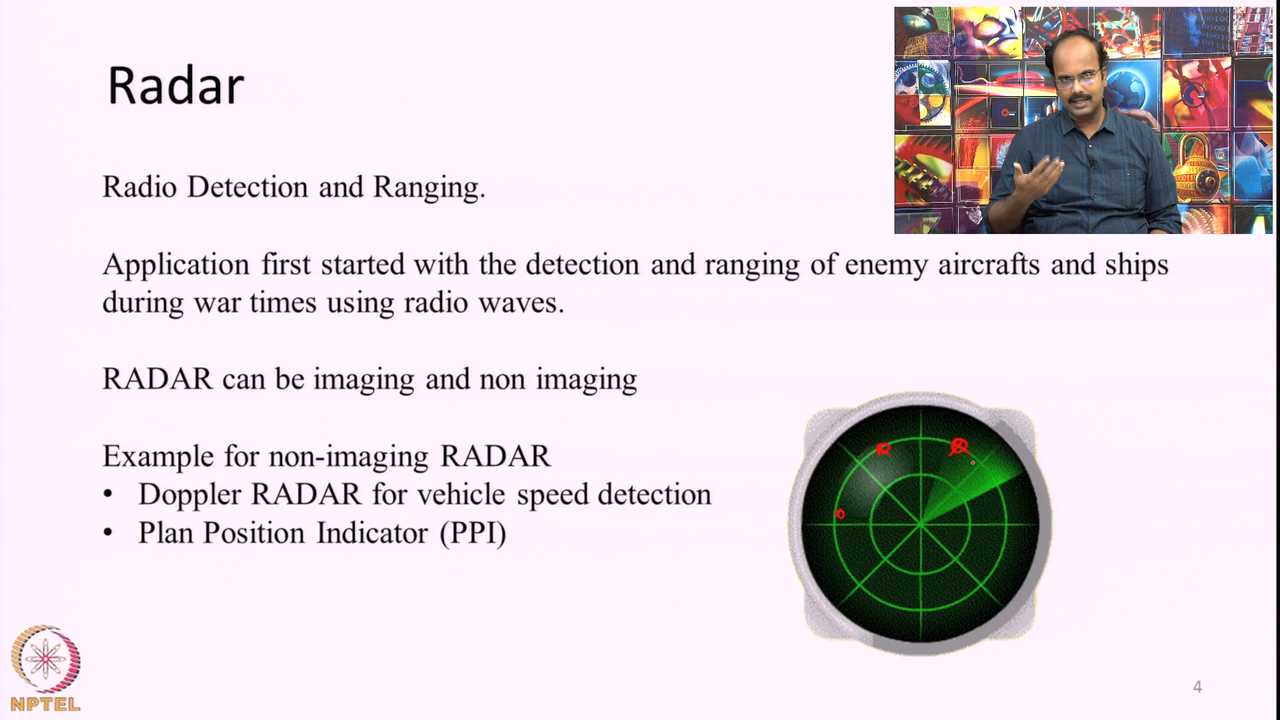 Radar
Radio Detection and Ranging.
Application first started with the detection and ranging of enemy aircrafts and ships
during war times using radio waves.
RADAR can be imaging and non imaging
Example for non-imaging RADAR
• Doppler RADAR for vehicle speed detection
• Plan Position Indicator (PPI)
NPTEL
4